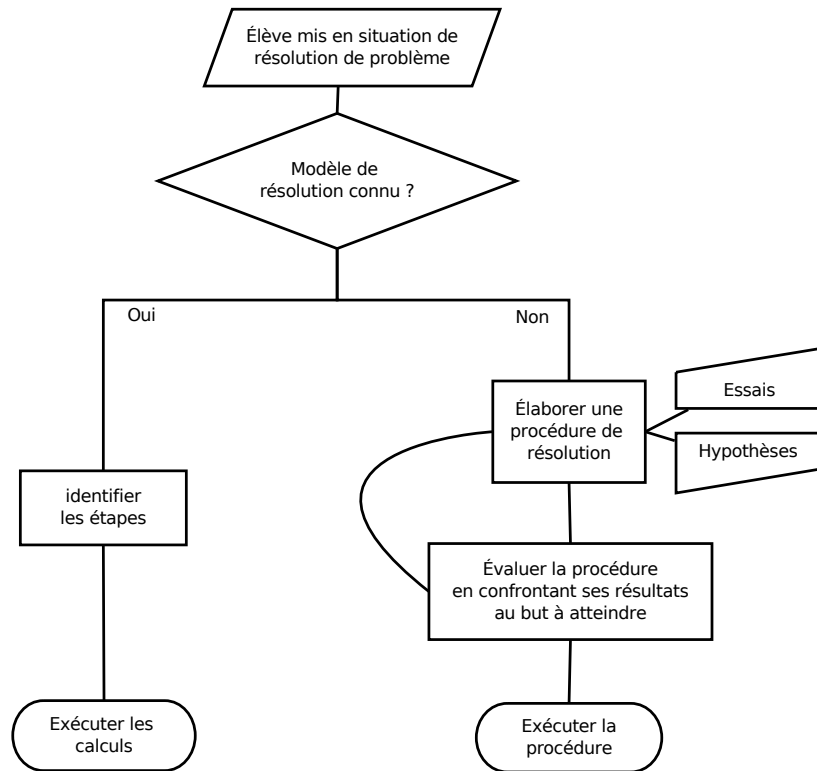 Élève mis en situation de
résolution de problème
Modèle de
résolution connu ?
Oui
Non
Essais
Élaborer une
procédure de
résolution
Hypothèses
identifier
les étapes
Évaluer la procédure
en confrontant ses résultats
au but à atteindre
Exécuter les
calculs
Exécuter la
procédure